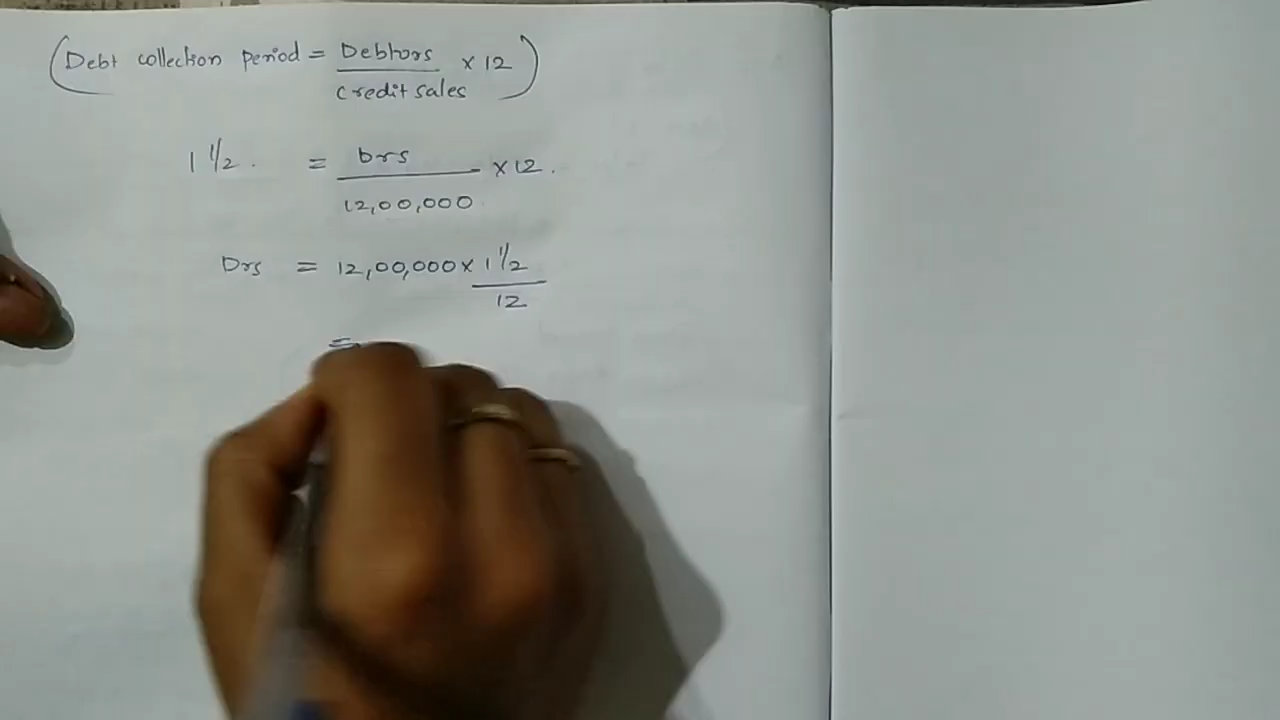 (Debt collection period = Debtors / credit sales × 12)
1 1/2 . = Drs / 12,00,000 × 12 .
Drs = 12,00,000 × 1 1/2 / 12
=